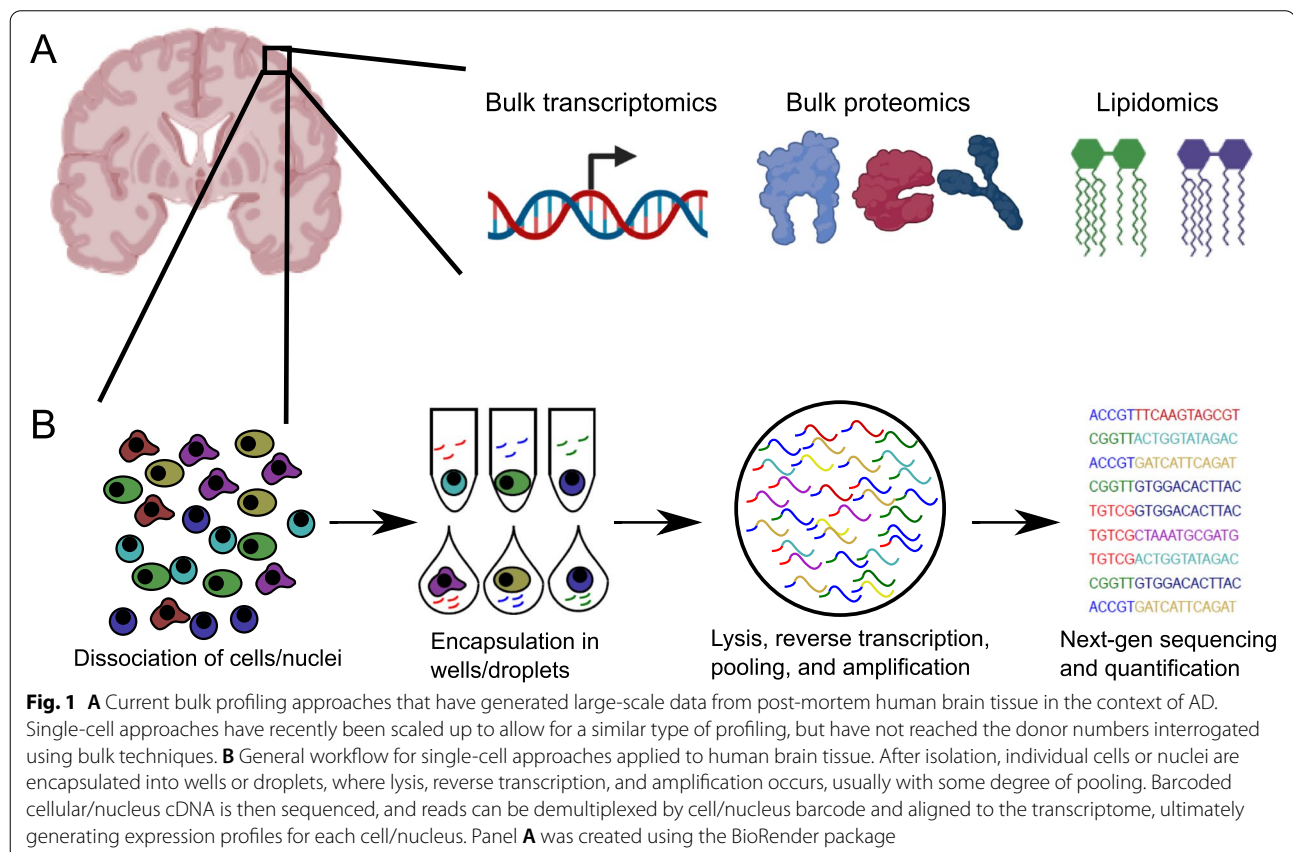 A
Bulk transcriptomics
Bulk proteomics
Lipidomics
B
Dissociation of cells/nuclei
Encapsulation in
wells/droplets
Lysis, reverse transcription,
pooling, and amplification
ACCGTTTCAAGTAGCGT
CGGTTACTGGTATAGAC
ACCGTGATCATTCAGAT
CGGTTGTGGACACTTAC
TGTCGGTGGACACTTAC
TGTCGCTAAATGCGATG
TGTCGACTGGTATAGAC
CGGTTGTGGACACTTAC
ACCGTGATCATTCAGAT
Next-gen sequencing
and quantification
Fig. 1 A Current bulk profiling approaches that have generated large-scale data from post-mortem human brain tissue in the context of AD.
Single-cell approaches have recently been scaled up to allow for a similar type of profiling, but have not reached the donor numbers interrogated
using bulk techniques. B General workflow for single-cell approaches applied to human brain tissue. After isolation, individual cells or nuclei are
encapsulated into wells or droplets, where lysis, reverse transcription, and amplification occurs, usually with some degree of pooling. Barcoded
cellular/nucleus cDNA is then sequenced, and reads can be demultiplexed by cell/nucleus barcode and aligned to the transcriptome, ultimately
generating expression profiles for each cell/nucleus. Panel A was created using the BioRender package